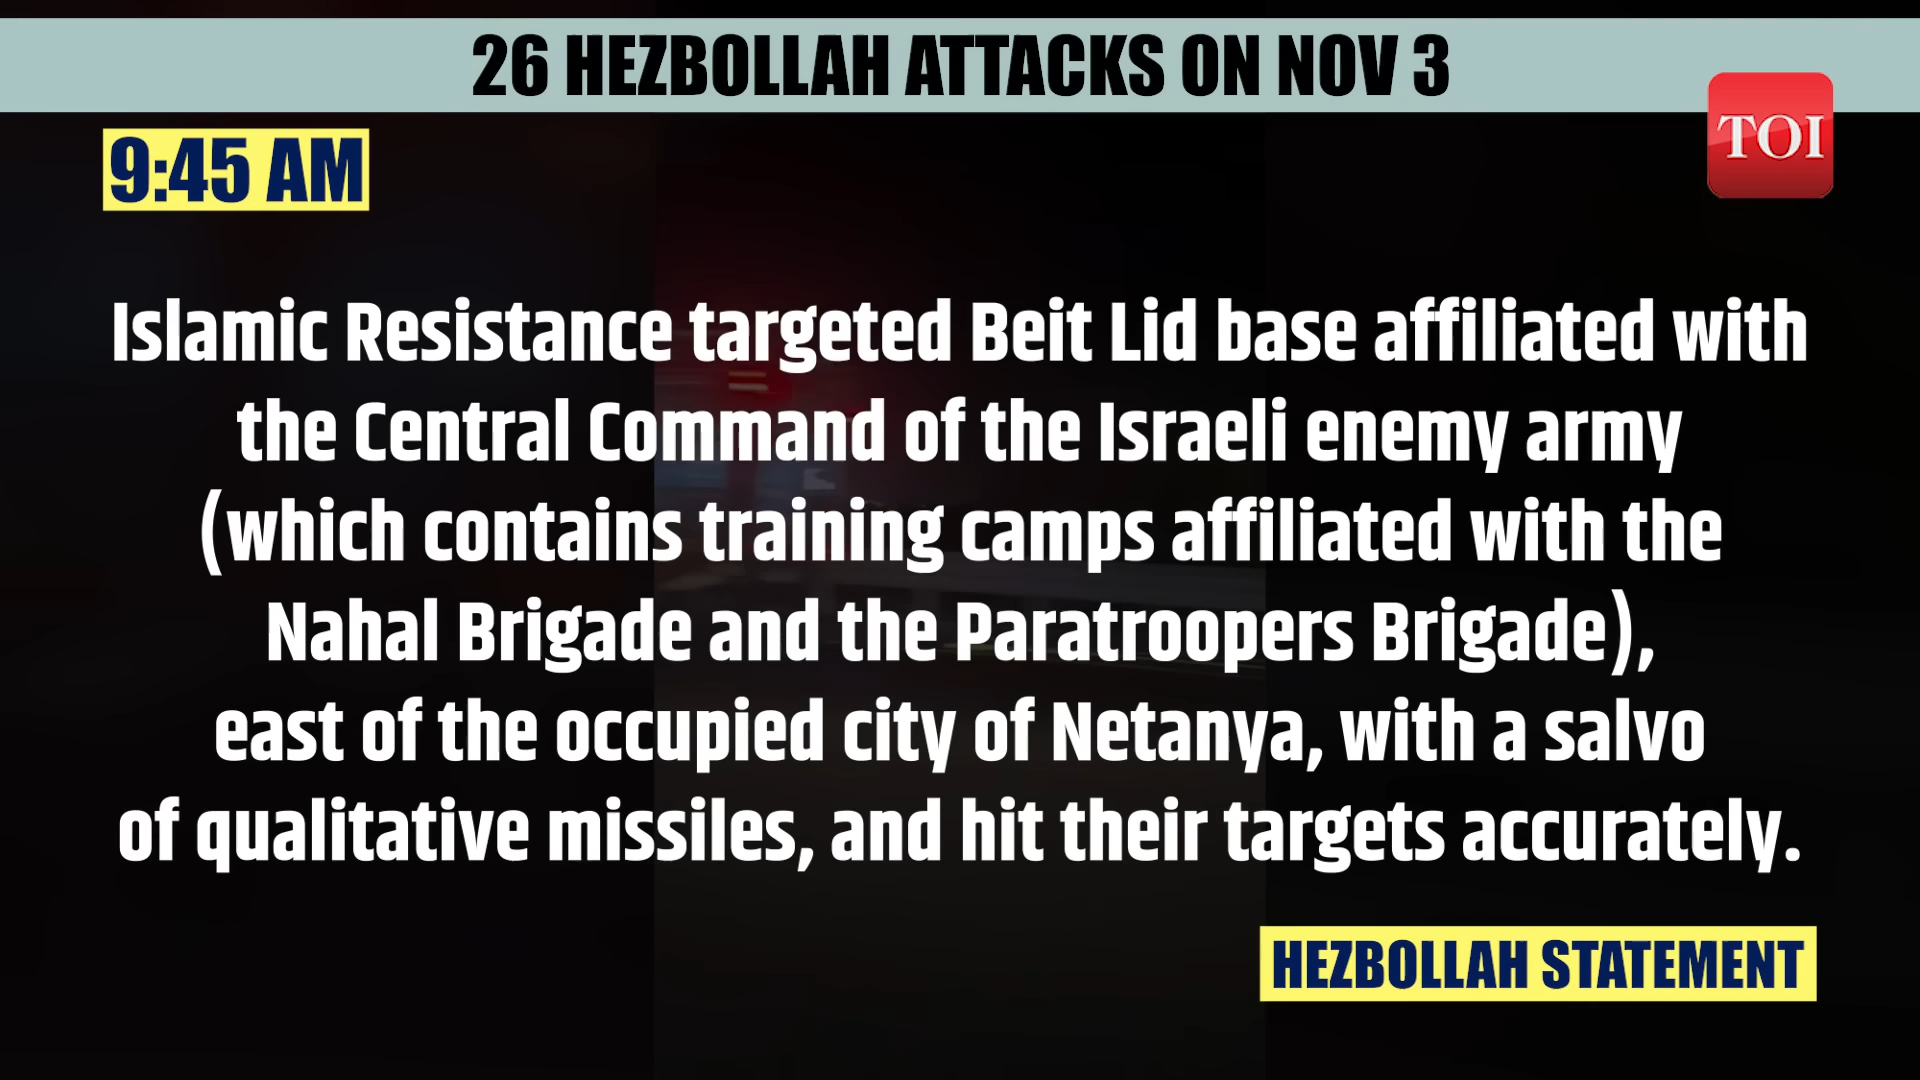 26 HEZBOLLAH ATTACKS ON NOV 3
TOI
9:45 AM
Islamic Resistance targeted Beit Lid base affiliated with
the Central Command of the Israeli enemy army
(which contains training camps affiliated with the
Nahal Brigade and the Paratroopers Brigade),
east of the occupied city of Netanya, with a salvo
of qualitative missiles, and hit their targets accurately.
HEZBOLLAH STATEMENT